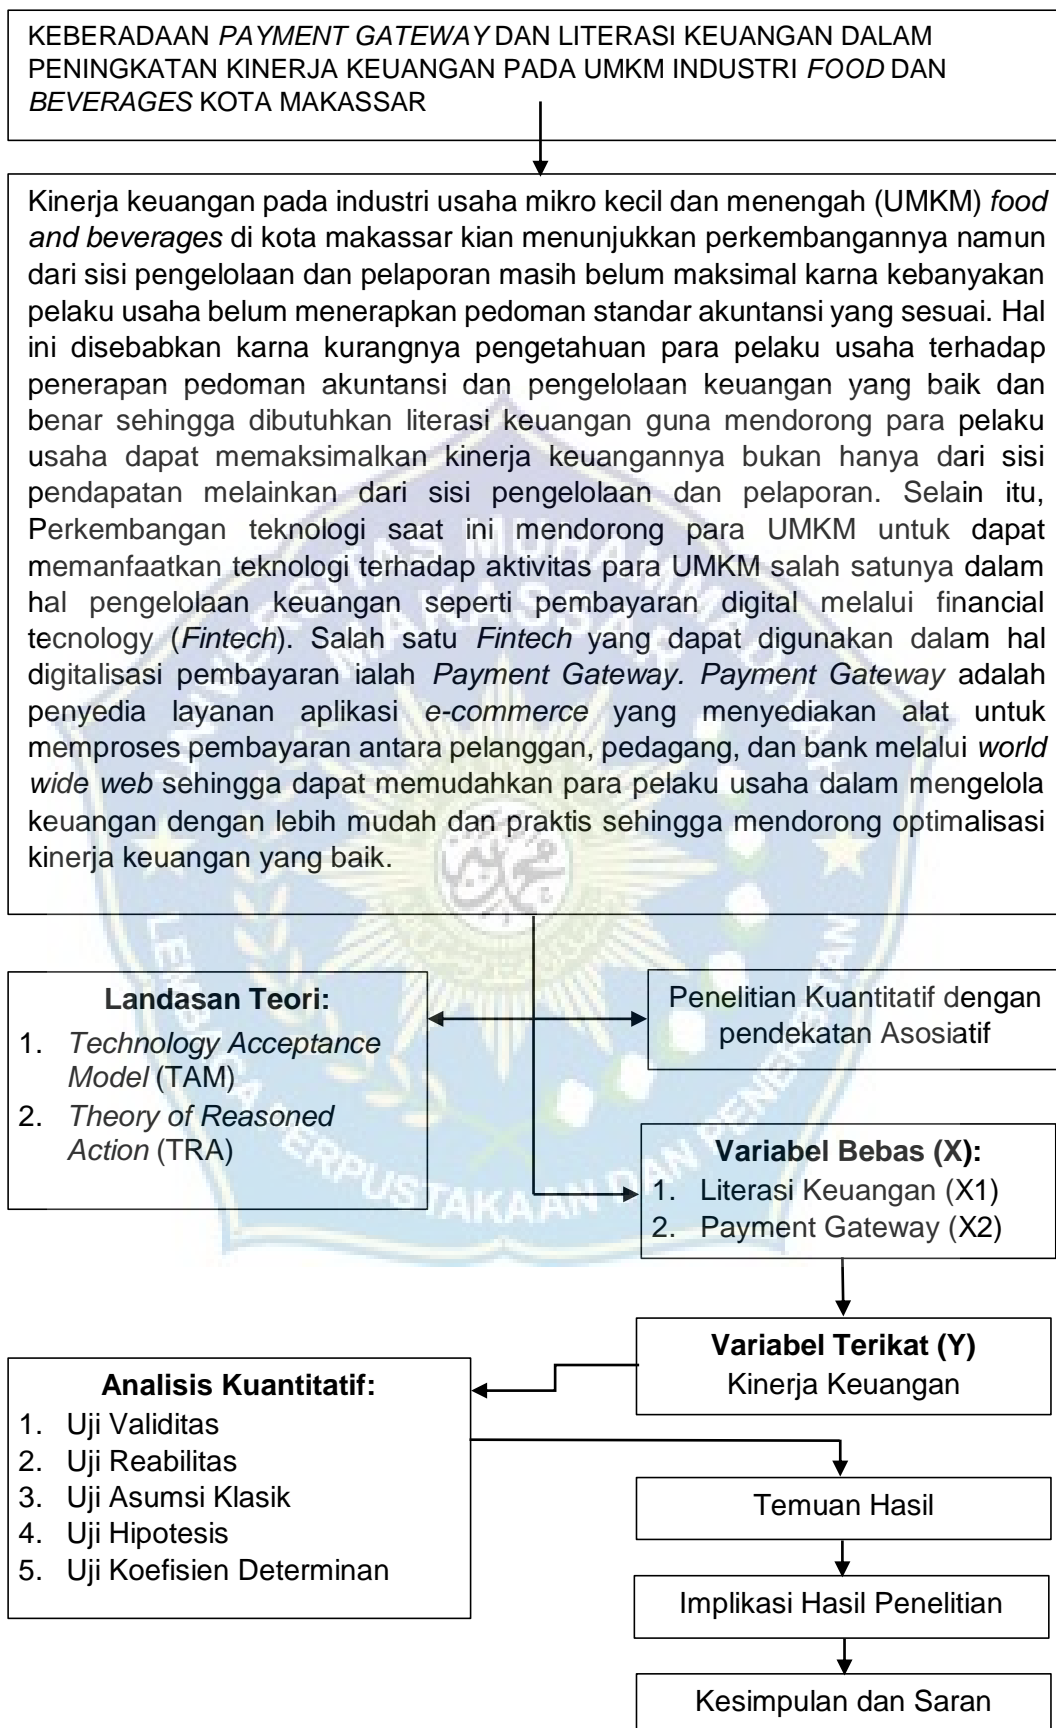 KEBERADAAN PAYMENT GATEWAY DAN LITERASI KEUANGAN DALAM
PENINGKATAN KINERJA KEUANGAN PADA UMKM INDUSTRI FOOD DAN
BEVERAGES KOTA MAKASSAR
Kinerja keuangan pada industri usaha mikro kecil dan menengah (UMKM) food
and beverages di kota makassar kian menunjukkan perkembangannya namun
dari sisi pengelolaan dan pelaporan masih belum maksimal karna kebanyakan
pelaku usaha belum menerapkan pedoman standar akuntansi yang sesuai. Hal
ini disebabkan karna kurangnya pengetahuan para pelaku usaha terhadap
penerapan pedoman akuntansi dan pengelolaan keuangan yang baik dan
benar sehingga dibutuhkan literasi keuangan guna mendorong para pelaku
usaha dapat memaksimalkan kinerja keuangannya bukan hanya dari sisi
pendapatan melainkan dari sisi pengelolaan dan pelaporan. Selain itu,
Perkembangan teknologi saat ini mendorong para UMKM untuk dapat
memanfaatkan teknologi terhadap aktivitas para UMKM salah satunya dalam
hal pengelolaan keuangan seperti pembayaran digital melalui financial
tecnology (Fintech). Salah satu Fintech yang dapat digunakan dalam hal
digitalisasi pembayaran ialah Payment Gateway. Payment Gateway adalah
penyedia layanan aplikasi e-commerce yang menyediakan alat untuk
memproses pembayaran antara pelanggan, pedagang, dan bank melalui world
wide web sehingga dapat memudahkan para pelaku usaha dalam mengelola
keuangan dengan lebih mudah dan praktis sehingga mendorong optimalisasi
kinerja keuangan yang baik.
UNIVERSITAS MUHAMMADIYAH
MAKASSAR
LEMBAGA PERPUSTAKAAN DAN PENERBITAN
Landasan Teori:
1. Technology Acceptance
Model (TAM)
2. Theory of Reasoned
Action (TRA)
Penelitian Kuantitatif dengan
pendekatan Asosiatif
Variabel Bebas (X):
1. Literasi Keuangan (X1)
2. Payment Gateway (X2)
Variabel Terikat (Y)
Kinerja Keuangan
Analisis Kuantitatif:
1. Uji Validitas
2. Uji Reabilitas
3. Uji Asumsi Klasik
4. Uji Hipotesis
5. Uji Koefisien Determinan
Temuan Hasil
Implikasi Hasil Penelitian
Kesimpulan dan Saran